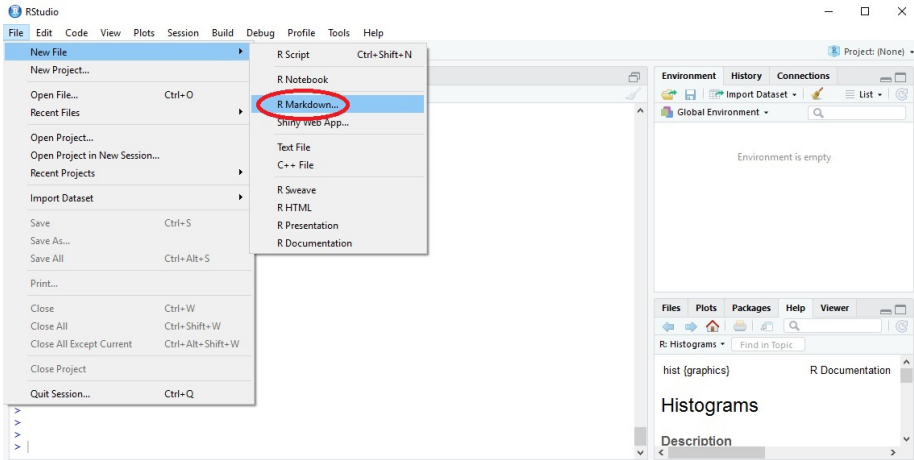 RStudio
File Edit Code View Plots Session Build Debug Profile Tools Help
New File
New Project...
Open File... Ctrl+O
Recent Files
Open Project...
Open Project in New Session...
Recent Projects
Import Dataset
Save Ctrl+S
Save As...
Save All Ctrl+Alt+S
Print...
Close Ctrl+W
Close All Ctrl+Shift+W
Close All Except Current Ctrl+Alt+Shift+W
Close Project
Quit Session... Ctrl+Q
R Script Ctrl+Shift+N
R Notebook
R Markdown...
Shiny Web App...
Text File
C++ File
R Sweave
R HTML
R Presentation
R Documentation
>
>
>
>
Project: (None)
Environment History Connections
Import Dataset List
Global Environment
Environment is empty
Files Plots Packages Help Viewer
R: Histograms Find in Topic
hist {graphics} R Documentation
Histograms
Description